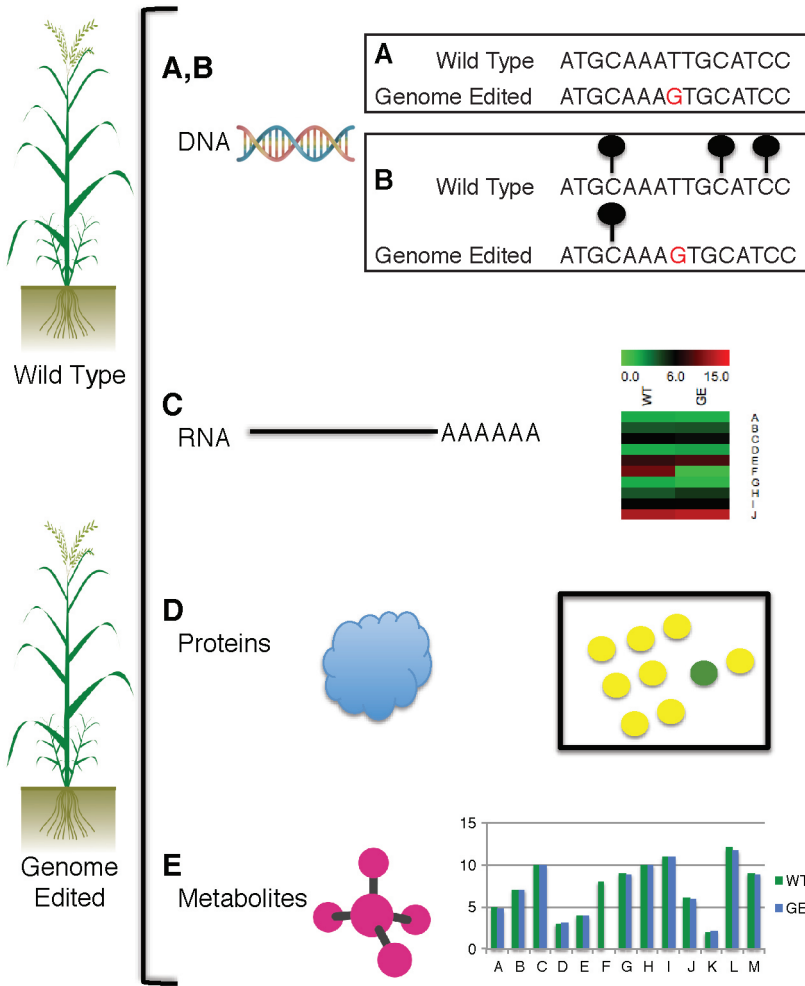 A,B
DNA
A
Wild Type ATGCAAATTGCATCC
Genome Edited ATGCAAAGTGCATCC
B
Wild Type ATGCAAATTGCATCC
Genome Edited ATGCAAAGTGCATCC
Wild Type
C
RNA
AAAAAA
0.0 6.0 15.0
WT GE
A
B
C
D
E
F
G
H
I
J
D
Proteins
Genome
Edited
E
Metabolites
15
10
5
0
A B C D E F G H I J K L M
WT
GE